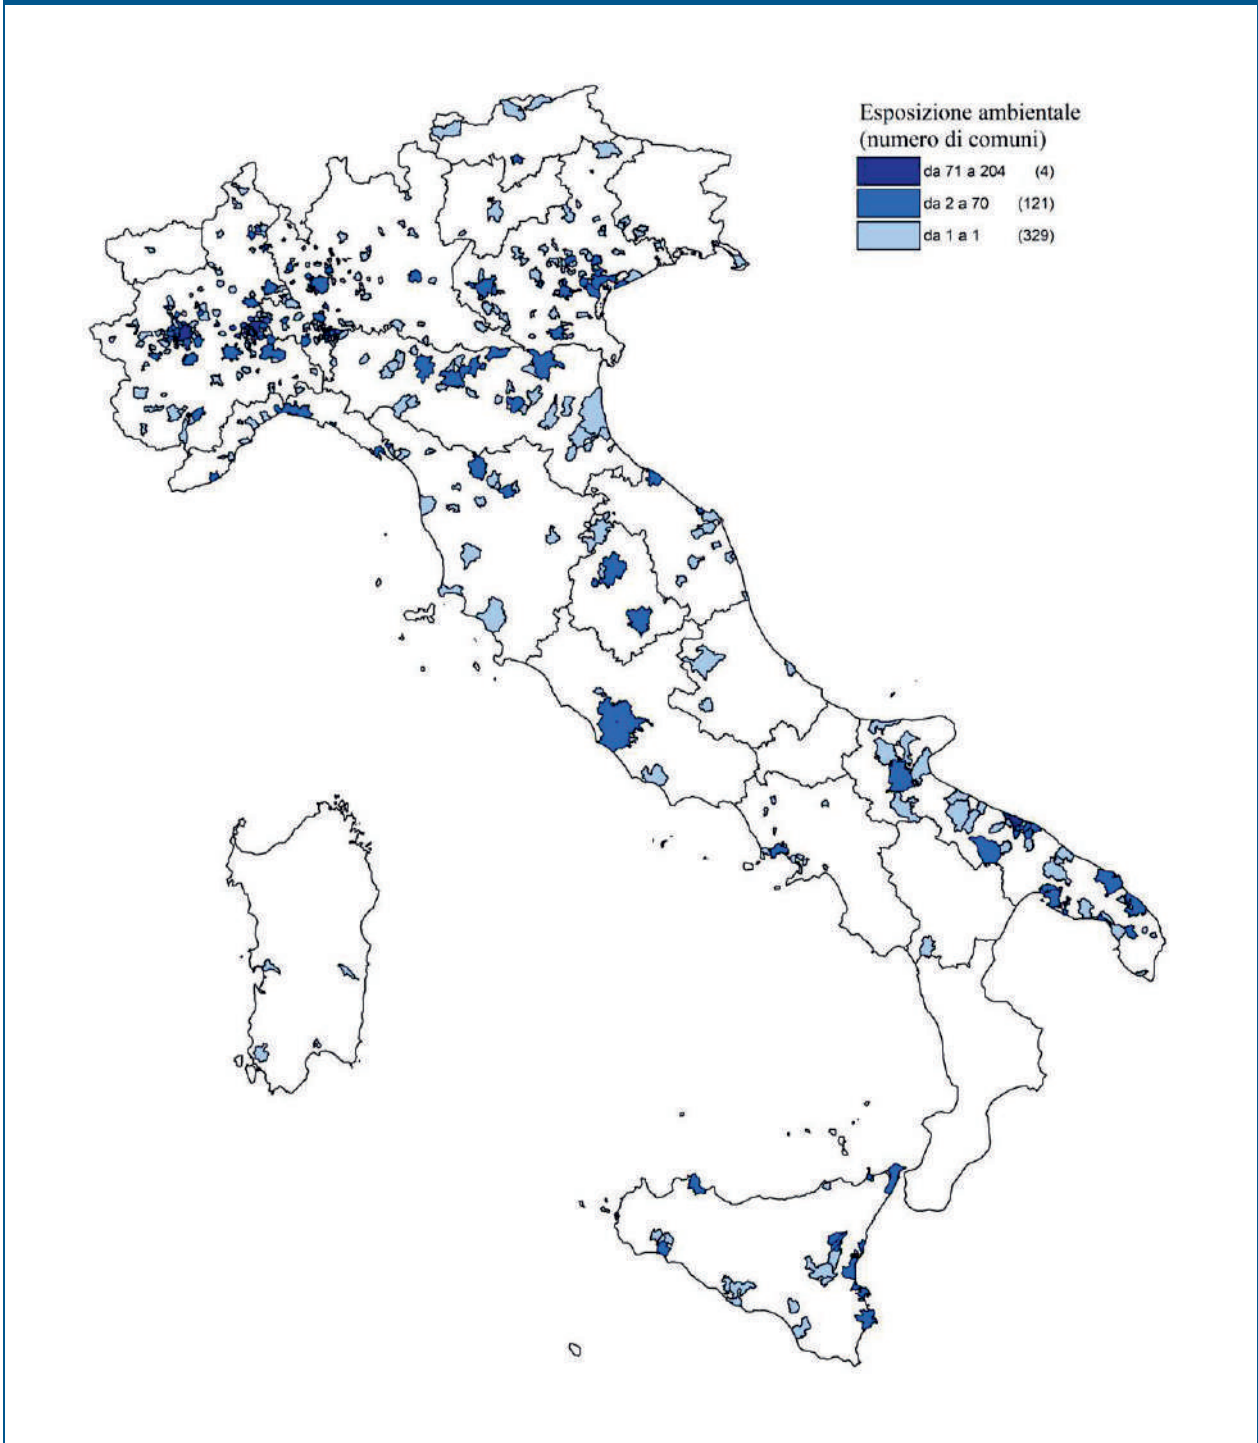 Esposizione ambientale
(numero di comuni)
da 71 a 204 (4)
da 2 a 70 (121)
da 1 a 1 (329)